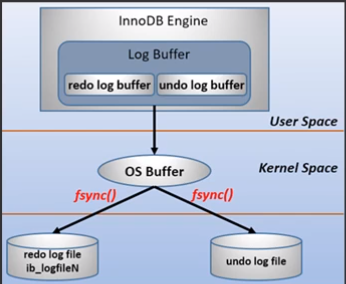 InnoDB Engine
Log Buffer
redo log buffer
undo log buffer
User Space
OS Buffer
Kernel Space
fsync()
fsync()
redo log file
ib_logfileN
undo log file